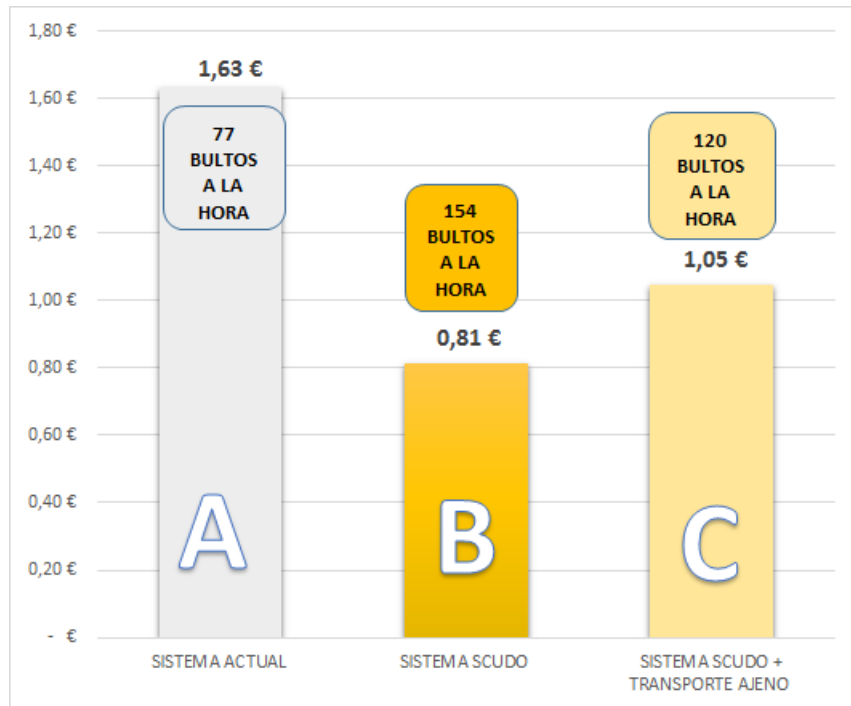 1,80 €
1,60 €
1,40 €
1,20 €
1,00 €
0,80 €
0,60 €
0,40 €
0,20 €
- €
1,63 €
77
BULTOS
A LA
HORA
A
SISTEMA ACTUAL
154
BULTOS
A LA
HORA
0,81 €
B
SISTEMA SCUDO
120
BULTOS
A LA
HORA
1,05 €
C
SISTEMA SCUDO +
TRANSPORTE AJENO